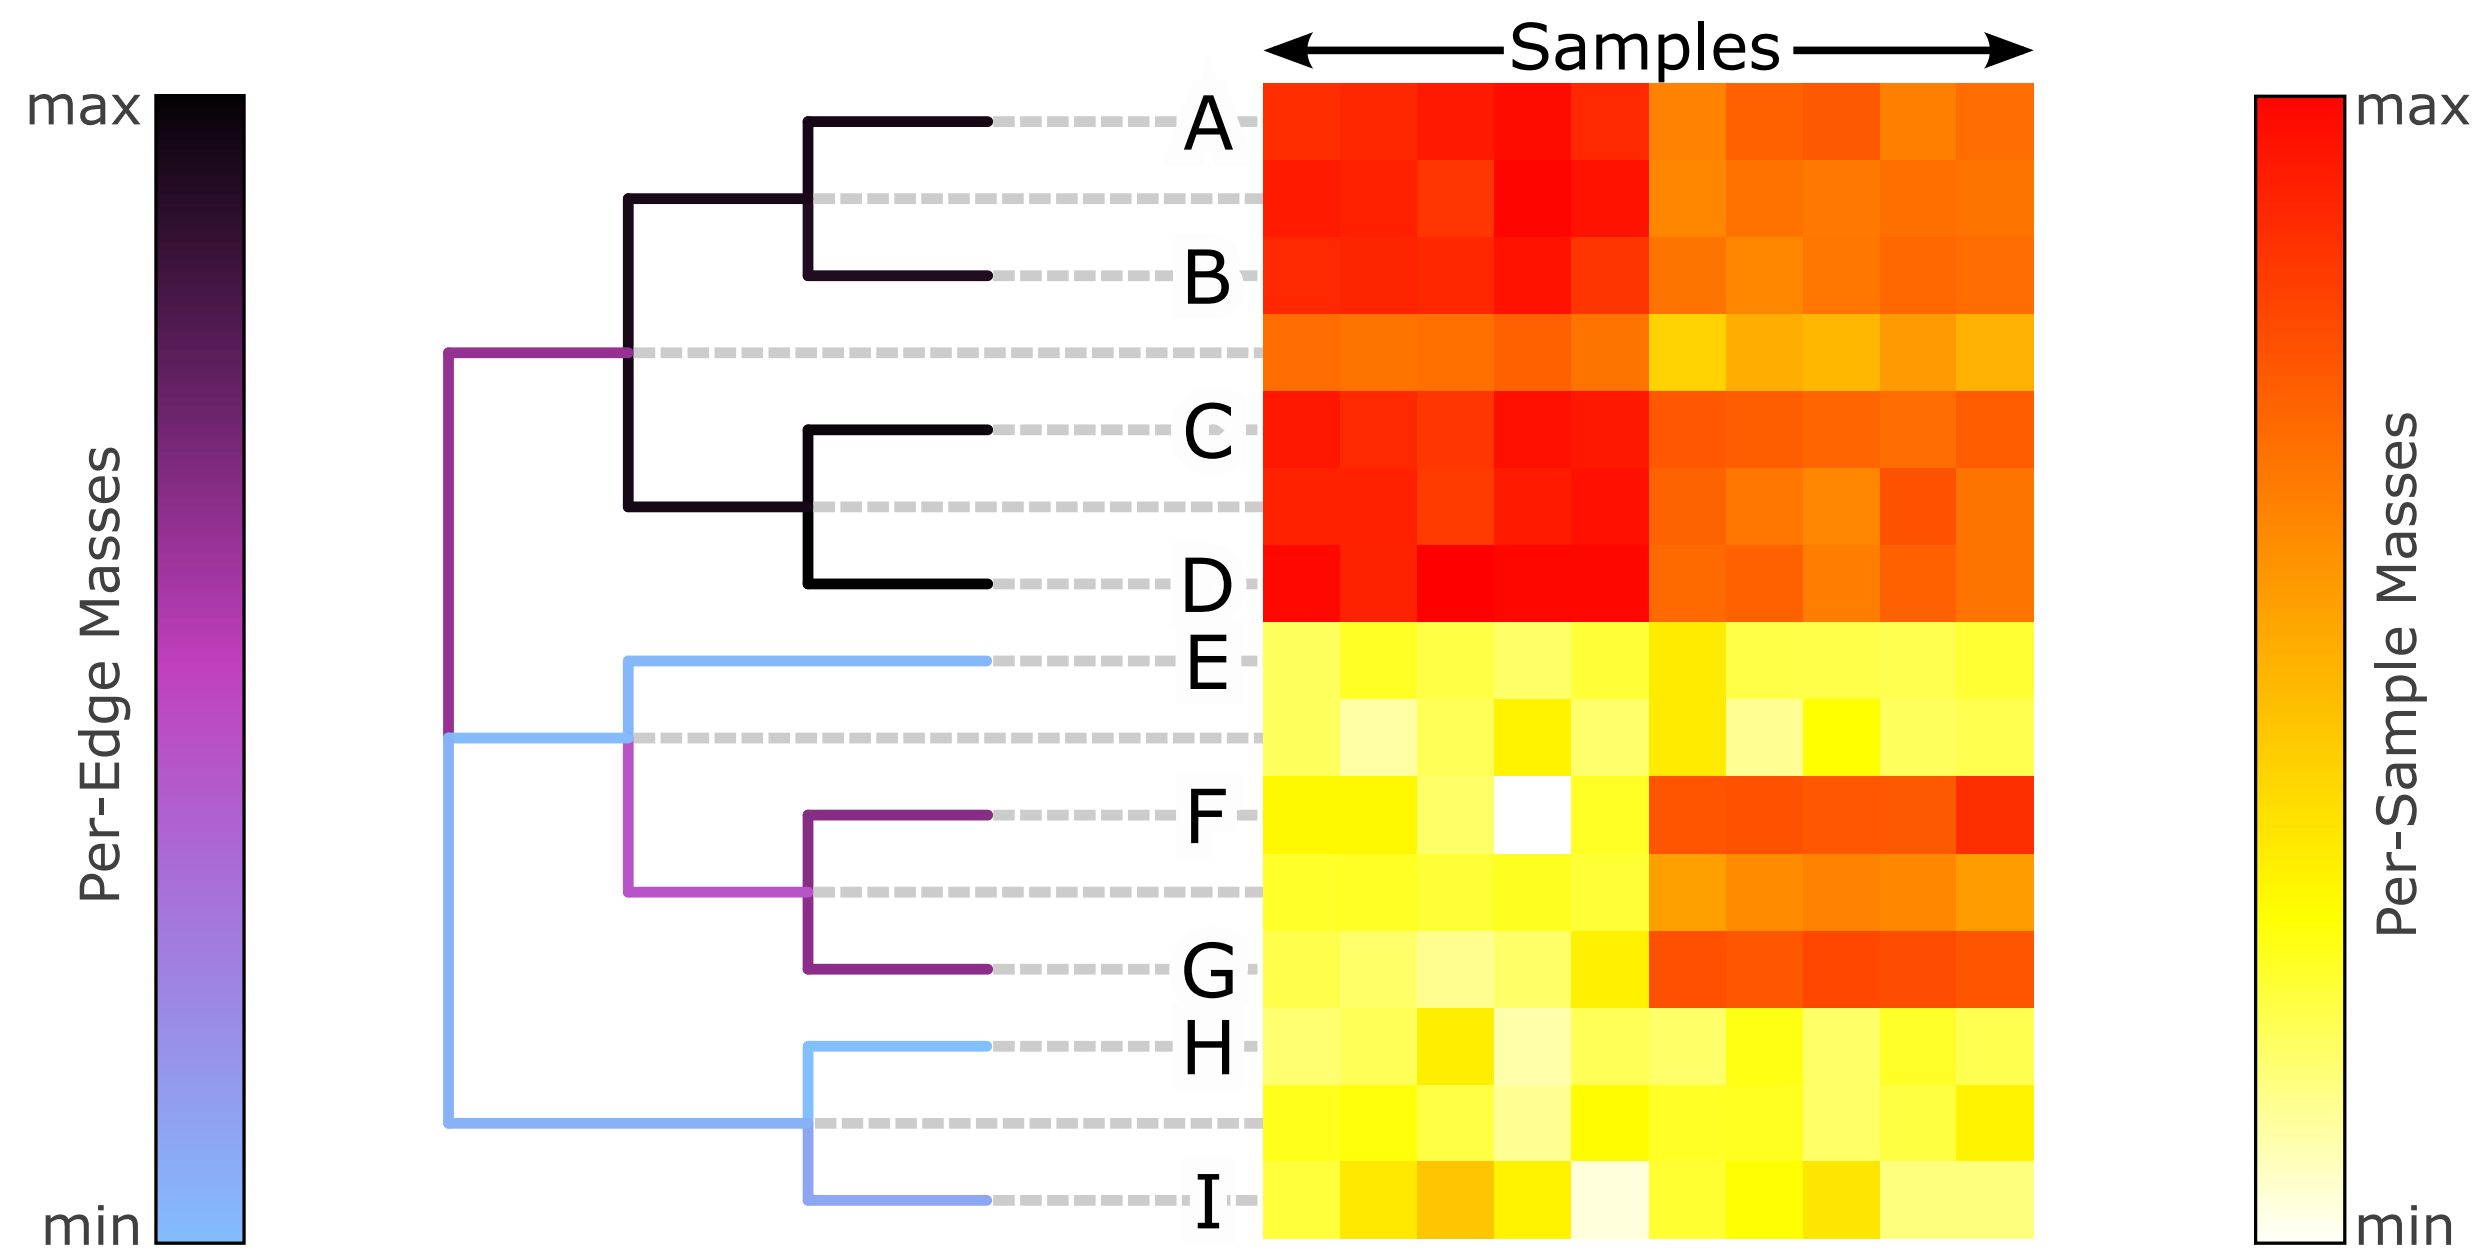 Samples
max
max
A
B
C
D
E
F
G
H
I
Per-Edge Masses
Per-Sample Masses
min
min